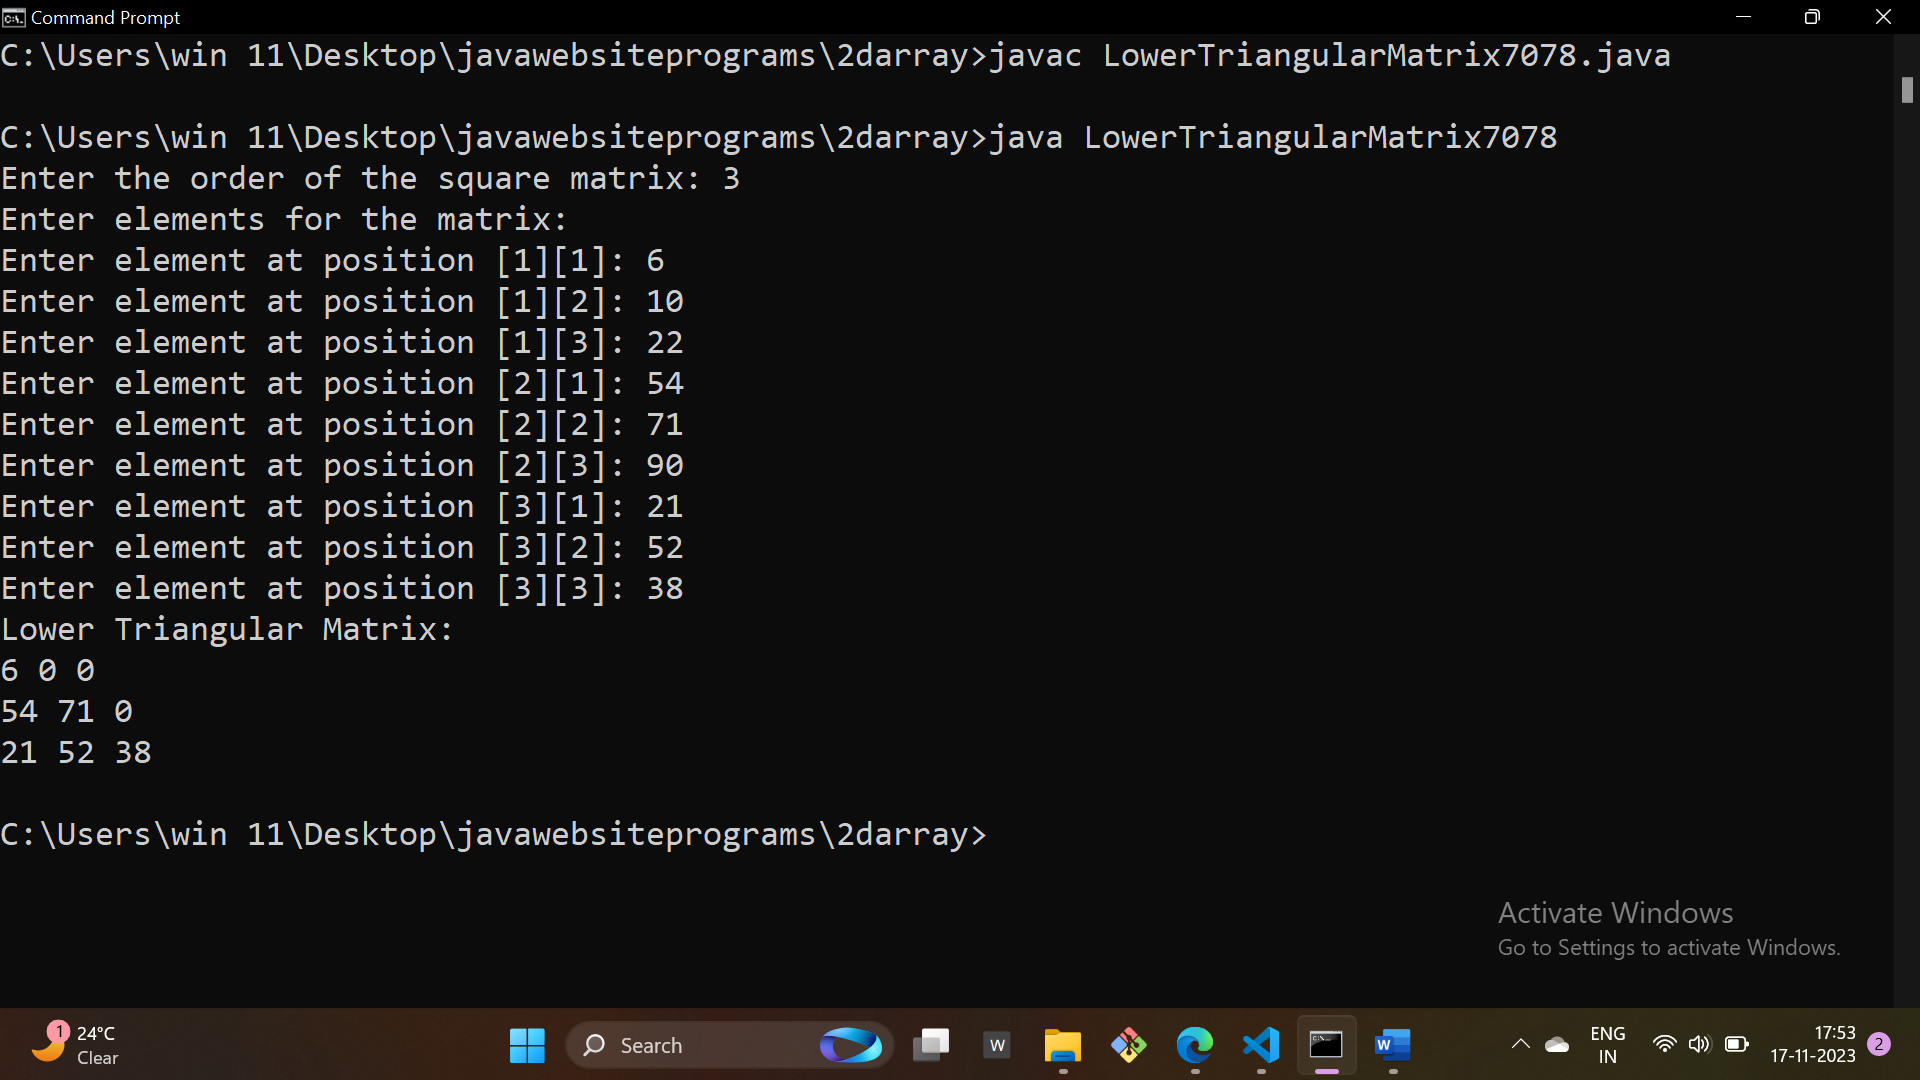 Command Prompt
C:\Users\win 11\Desktop\javawebsiteprograms\2darray>javac LowerTriangularMatrix7078.java
C:\Users\win 11\Desktop\javawebsiteprograms\2darray>java LowerTriangularMatrix7078
Enter the order of the square matrix: 3
Enter elements for the matrix:
Enter element at position [1][1]: 6
Enter element at position [1][2]: 10
Enter element at position [1][3]: 22
Enter element at position [2][1]: 54
Enter element at position [2][2]: 71
Enter element at position [2][3]: 90
Enter element at position [3][1]: 21
Enter element at position [3][2]: 52
Enter element at position [3][3]: 38
Lower Triangular Matrix:
6 0 0
54 71 0
21 52 38
C:\Users\win 11\Desktop\javawebsiteprograms\2darray>
Activate Windows
Go to Settings to activate Windows.
1
24°C
Clear
Search
W
W
ENG
IN
17:53
17-11-2023
2